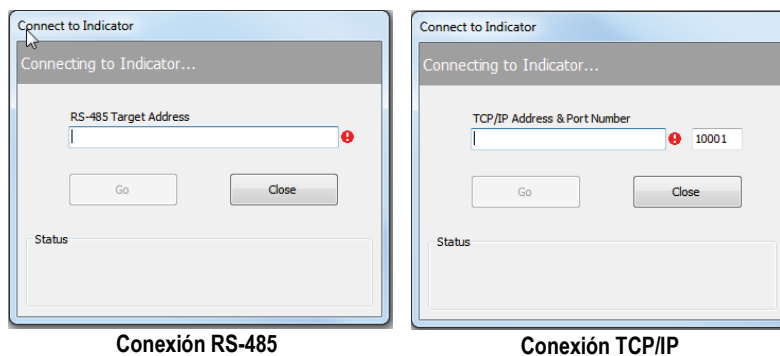 Connect to Indicator
Connecting to Indicator...
RS-485 Target Address
Go
Close
Status
Conexión RS-485
Connect to Indicator
Connecting to Indicator...
TCP/IP Address & Port Number
10001
Go
Close
Status
Conexión TCP/IP